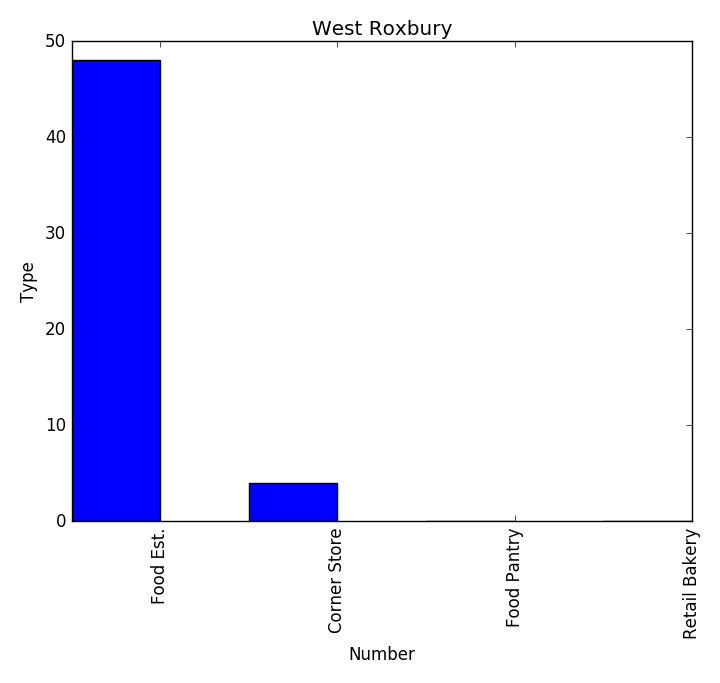 West Roxbury
50
40
30
20
10
0
Type
Food Est.
Corner Store
Food Pantry
Retail Bakery
Number